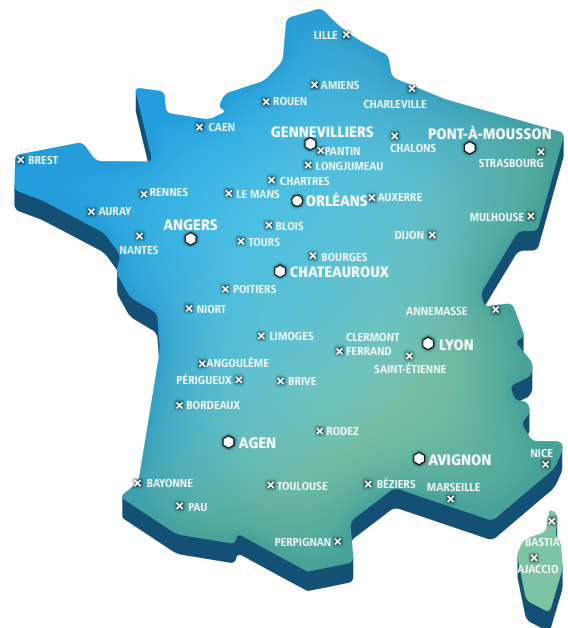 LILLE
AMIENS
ROUEN
CHARLEVILLE
CAEN
GENNEVILLIERS
PONT-À-MOUSSON
CHALONS
PANTIN
BREST
STRASBOURG
LONGJUMEAU
CHARTRES
RENNES
LE MANS
ORLÉANS
AUXERRE
AURAY
MULHOUSE
ANGERS
BLOIS
DIJON
TOURS
NANTES
BOURGES
CHATEAUROUX
POITIERS
NIORT
ANNEMASSE
LIMOGES
CLERMONT
FERRAND
LYON
ANGOULÊME
SAINT-ÉTIENNE
PÉRIGUEUX
BRIVE
BORDEAUX
RODEZ
AGEN
NICE
AVIGNON
BAYONNE
TOULOUSE
BÉZIERS
MARSEILLE
PAU
PERPIGNAN
BASTIA
AJACCIO